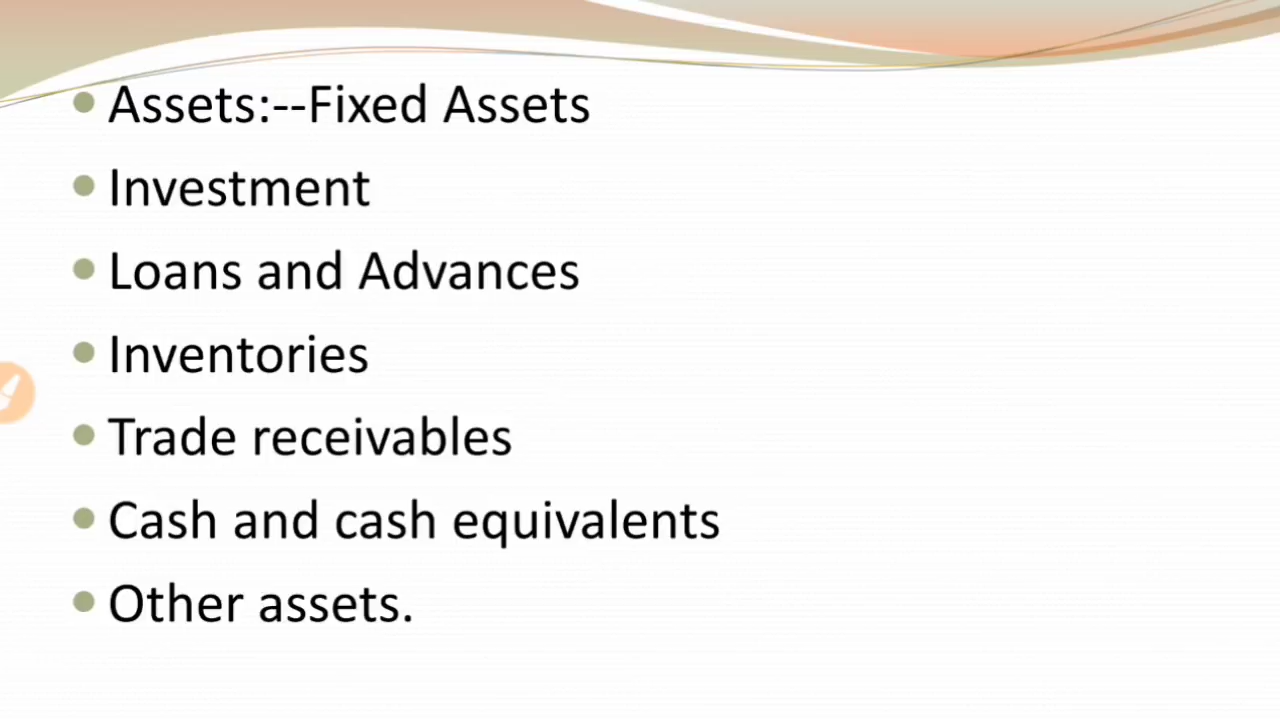 Assets:--Fixed Assets
Investment
Loans and Advances
Inventories
Trade receivables
Cash and cash equivalents
Other assets.